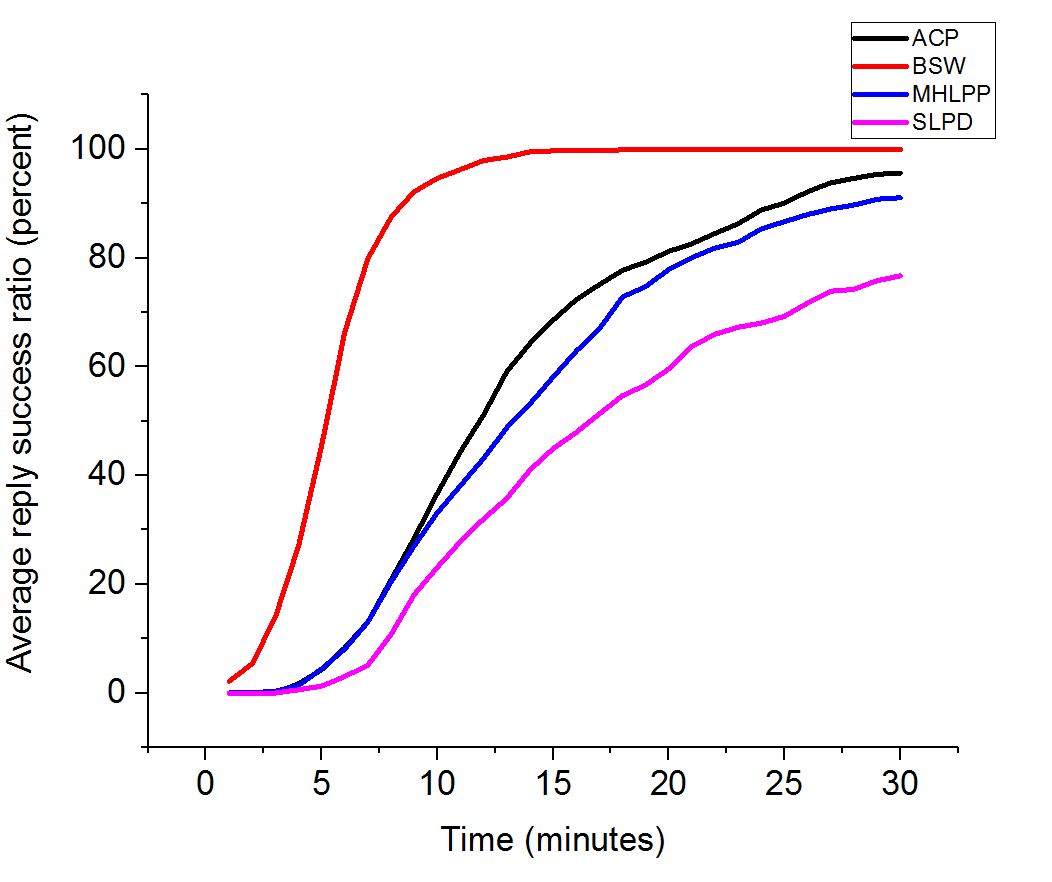 ACP
BSW
MHLPP
SLPD
Average reply success ratio (percent)
100
80
60
40
20
0
0 5 10 15 20 25 30
Time (minutes)